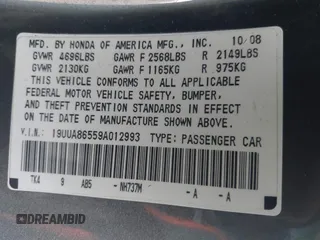 MFD. BY HONDA OF AMERICA MFG., INC. 10/08
GVWR 4696LBS GAWR F 2568LBS R 2149LBS
GVWR 2130KG GAWR F 1165KG R 975KG
THIS VEHICLE CONFORMS TO ALL APPLICABLE
FEDERAL MOTOR VEHICLE SAFETY, BUMPER,
AND THEFT PREVENTION STANDARDS IN EFFECT
ON THE DATE OF MANUFACTURE SHOWN ABOVE.
V.I.N. 19UUA86559A012993 TYPE: PASSENGER CAR
TK4 9 AB5 - NH737M - A - A
DREAMBID